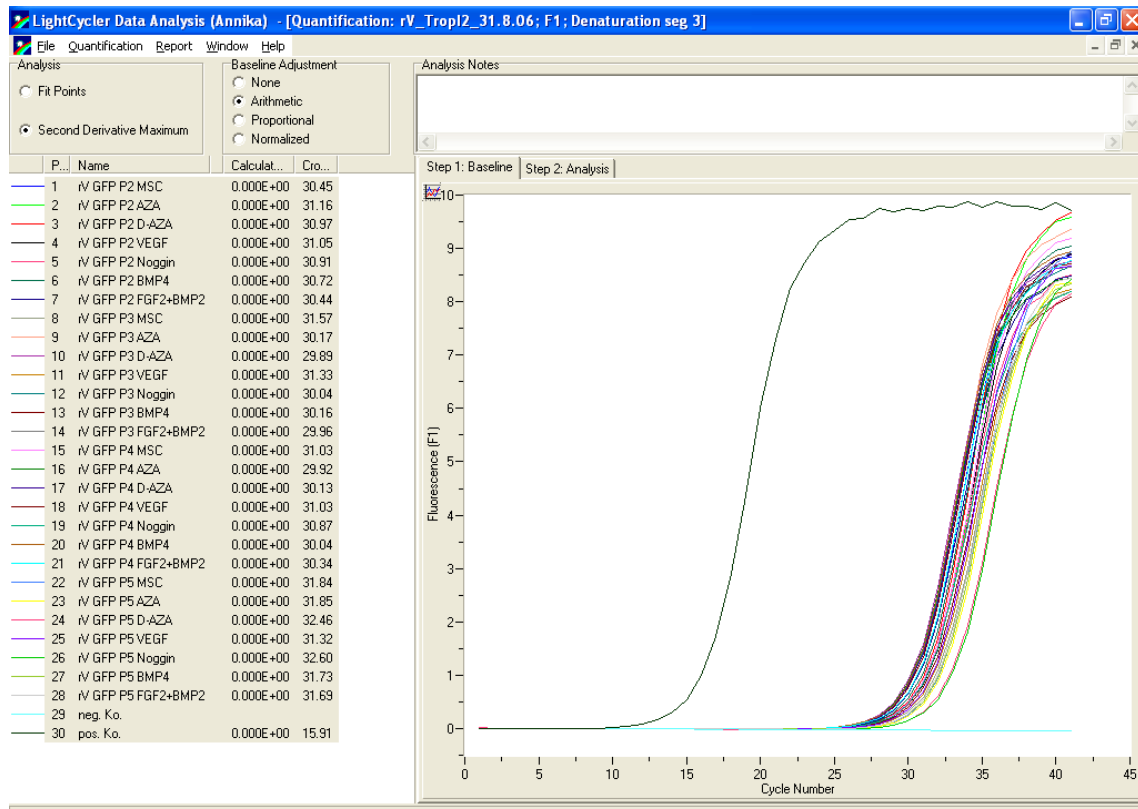 LightCycler Data Analysis (Annika) - [Quantification: rV_Tropl2_31.8.06; F1; Denaturation seg 3]
File Quantification Report Window Help
Analysis
Fit Points
Second Derivative Maximum
Baseline Adjustment
None
Arithmetic
Proportional
Normalized
Analysis Notes
P... Name Calculat... Cro...
1 rV GFP P2 MSC 0.000E+00 30.45
2 rV GFP P2 AZA 0.000E+00 31.16
3 rV GFP P2 D-AZA 0.000E+00 30.97
4 rV GFP P2 VEGF 0.000E+00 31.05
5 rV GFP P2 Noggin 0.000E+00 30.91
6 rV GFP P2 BMP4 0.000E+00 30.72
7 rV GFP P2 FGF2+BMP2 0.000E+00 30.44
8 rV GFP P3 MSC 0.000E+00 31.57
9 rV GFP P3 AZA 0.000E+00 30.17
10 rV GFP P3 D-AZA 0.000E+00 29.89
11 rV GFP P3 VEGF 0.000E+00 31.33
12 rV GFP P3 Noggin 0.000E+00 30.04
13 rV GFP P3 BMP4 0.000E+00 30.16
14 rV GFP P3 FGF2+BMP2 0.000E+00 29.96
15 rV GFP P4 MSC 0.000E+00 31.03
16 rV GFP P4 AZA 0.000E+00 29.92
17 rV GFP P4 D-AZA 0.000E+00 30.13
18 rV GFP P4 VEGF 0.000E+00 31.03
19 rV GFP P4 Noggin 0.000E+00 30.87
20 rV GFP P4 BMP4 0.000E+00 30.04
21 rV GFP P4 FGF2+BMP2 0.000E+00 30.34
22 rV GFP P5 MSC 0.000E+00 31.84
23 rV GFP P5 AZA 0.000E+00 31.85
24 rV GFP P5 D-AZA 0.000E+00 32.46
25 rV GFP P5 VEGF 0.000E+00 31.32
26 rV GFP P5 Noggin 0.000E+00 32.60
27 rV GFP P5 BMP4 0.000E+00 31.73
28 rV GFP P5 FGF2+BMP2 0.000E+00 31.69
29 neg. Ko.
30 pos. Ko. 0.000E+00 15.91
Step 1: Baseline Step 2: Analysis
10
9
8
7
6
5
4
3
2
1
0
Fluorescence (F1)
0 5 10 15 20 25 30 35 40 45
Cycle Number